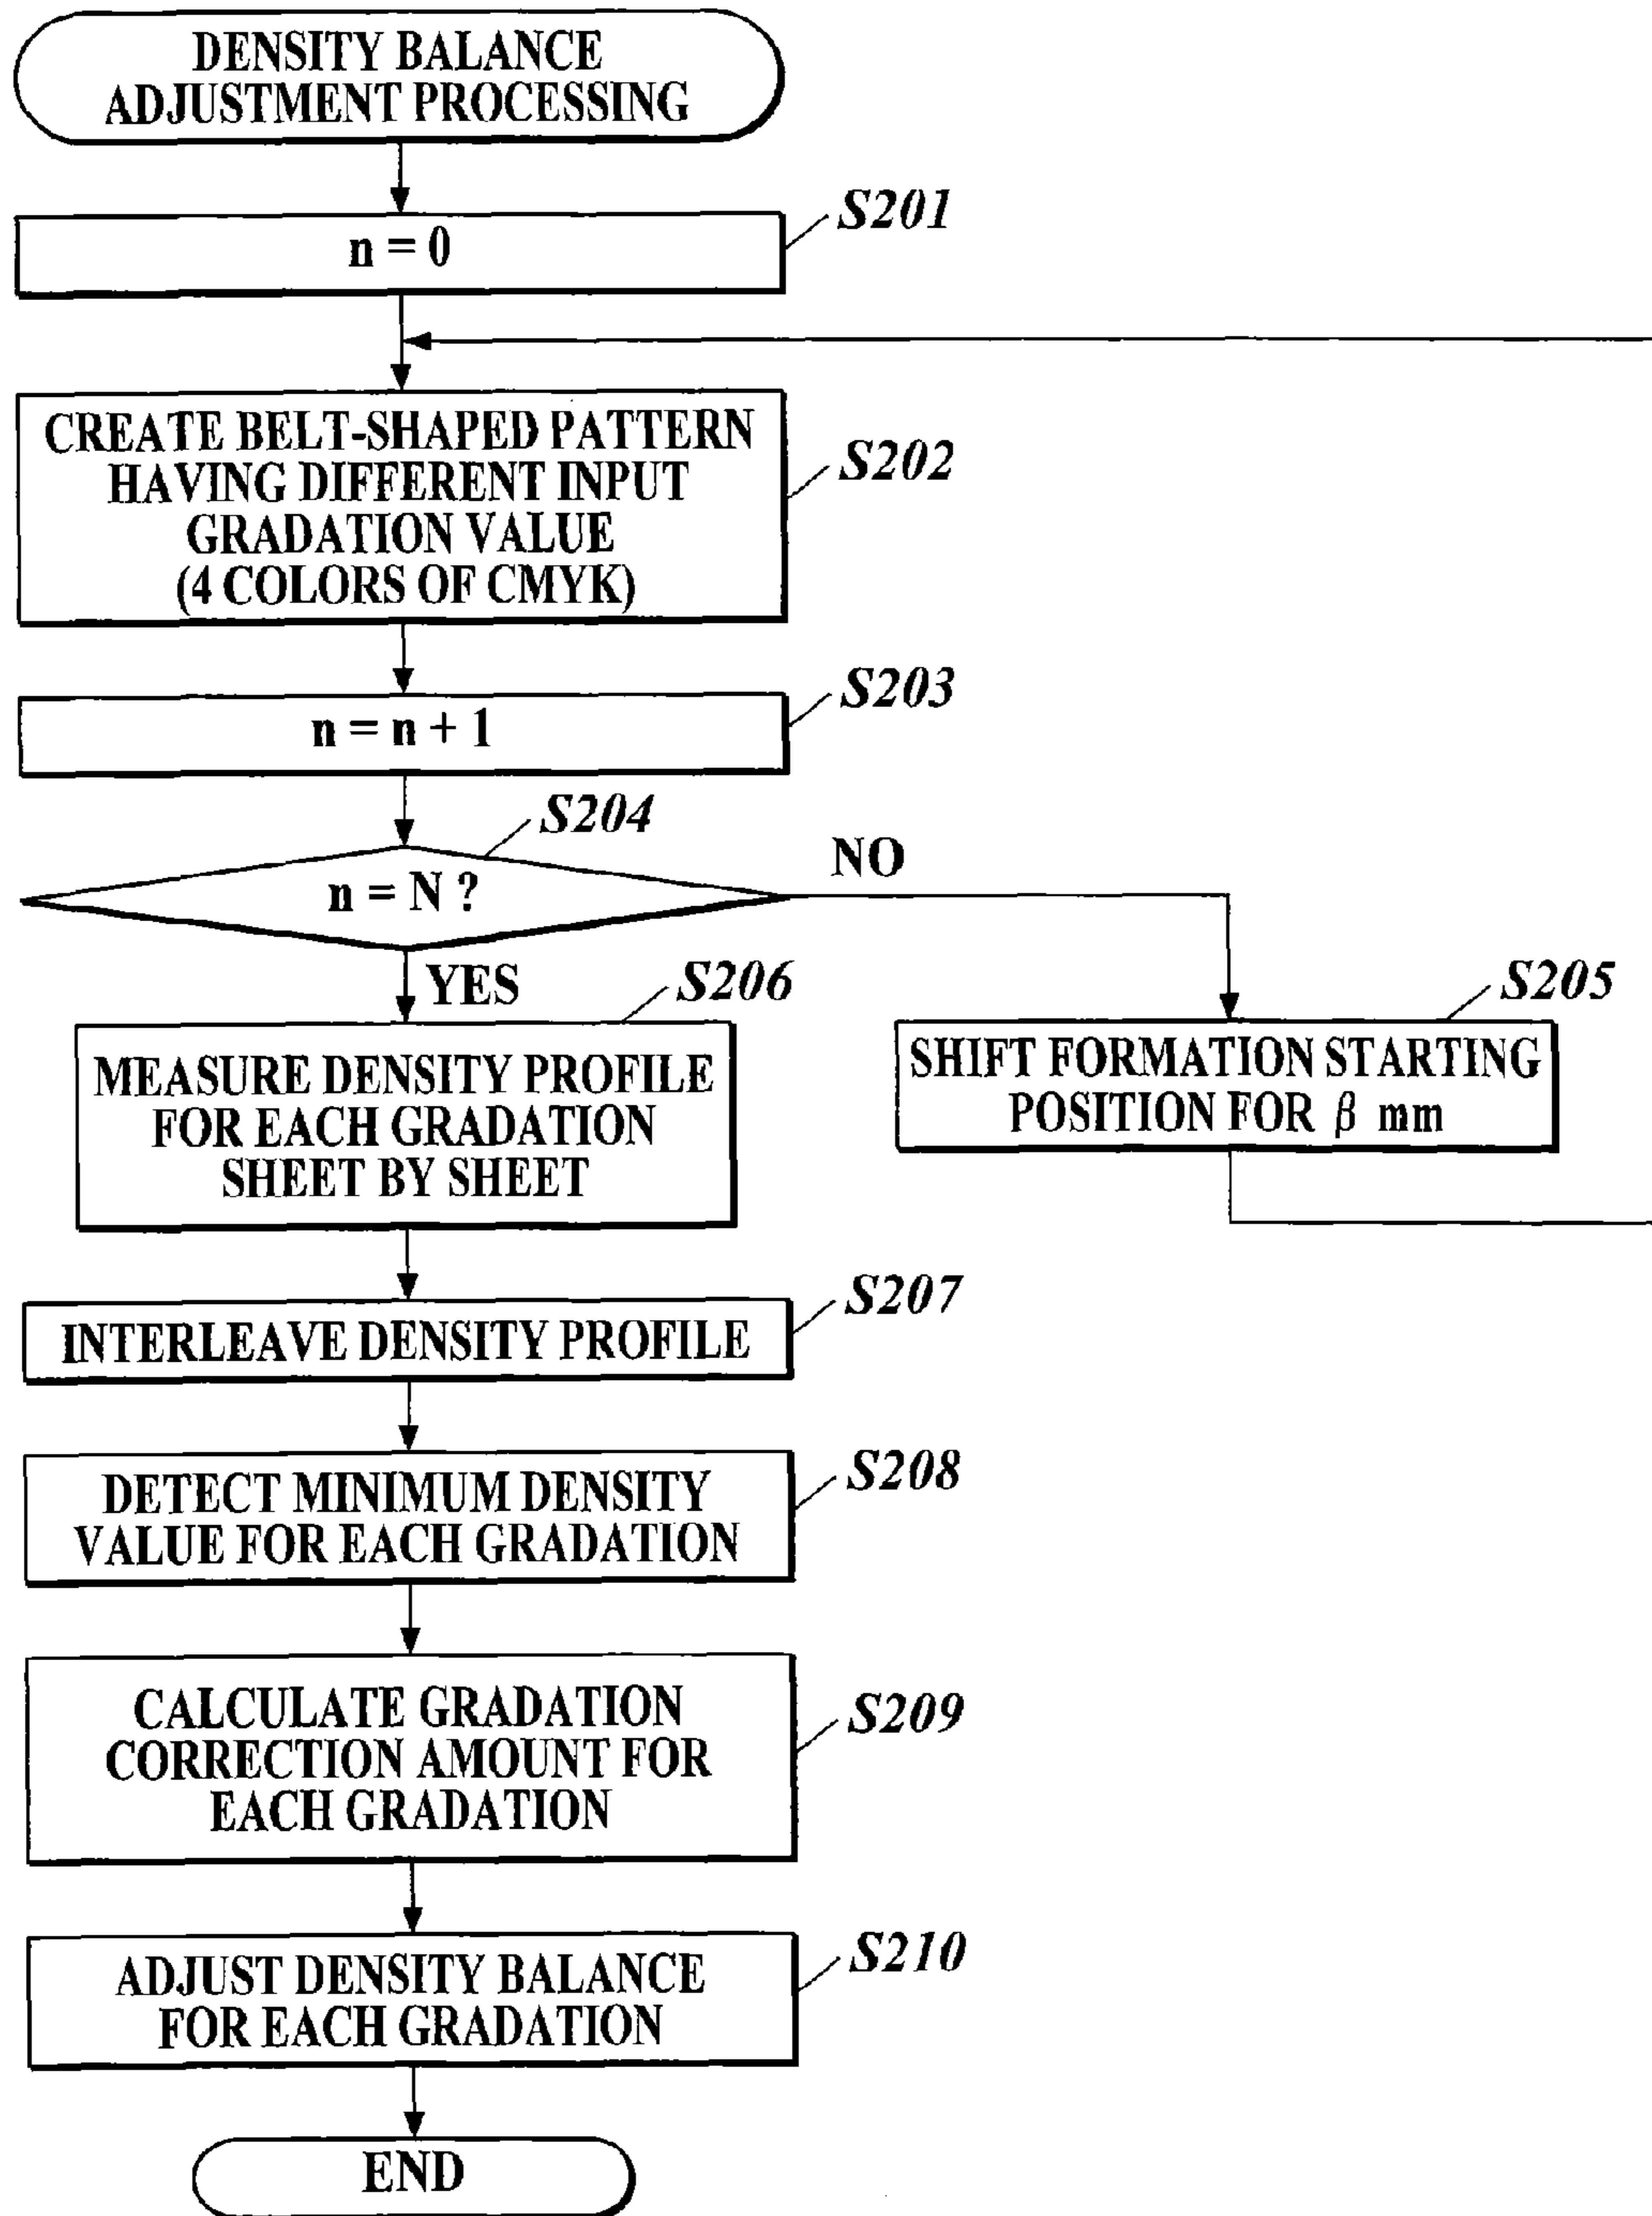 DENSITY BALANCE
ADJUSTMENT PROCESSING
S201
n = 0
S202
CREATE BELT-SHAPED PATTERN
HAVING DIFFERENT INPUT
GRADATION VALUE
(4 COLORS OF CMYK)
S203
n = n + 1
S204
n = N ?
NO
YES
S206
MEASURE DENSITY PROFILE
FOR EACH GRADATION
SHEET BY SHEET
S205
SHIFT FORMATION STARTING
POSITION FOR β mm
S207
INTERLEAVE DENSITY PROFILE
S208
DETECT MINIMUM DENSITY
VALUE FOR EACH GRADATION
S209
CALCULATE GRADATION
CORRECTION AMOUNT FOR
EACH GRADATION
S210
ADJUST DENSITY BALANCE
FOR EACH GRADATION
END